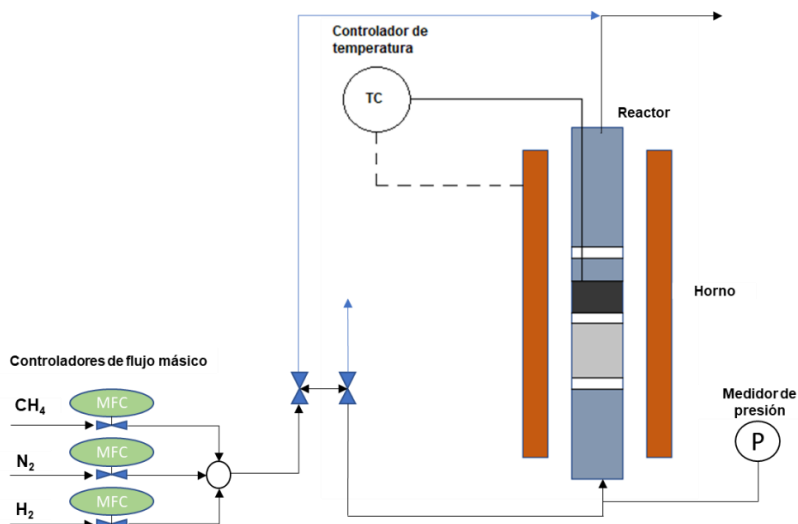 Controlador de
temperatura
TC
Reactor
Horno
Controladores de flujo másico
MFC
CH₄
MFC
N₂
MFC
H₂
Medidor de
presión
P